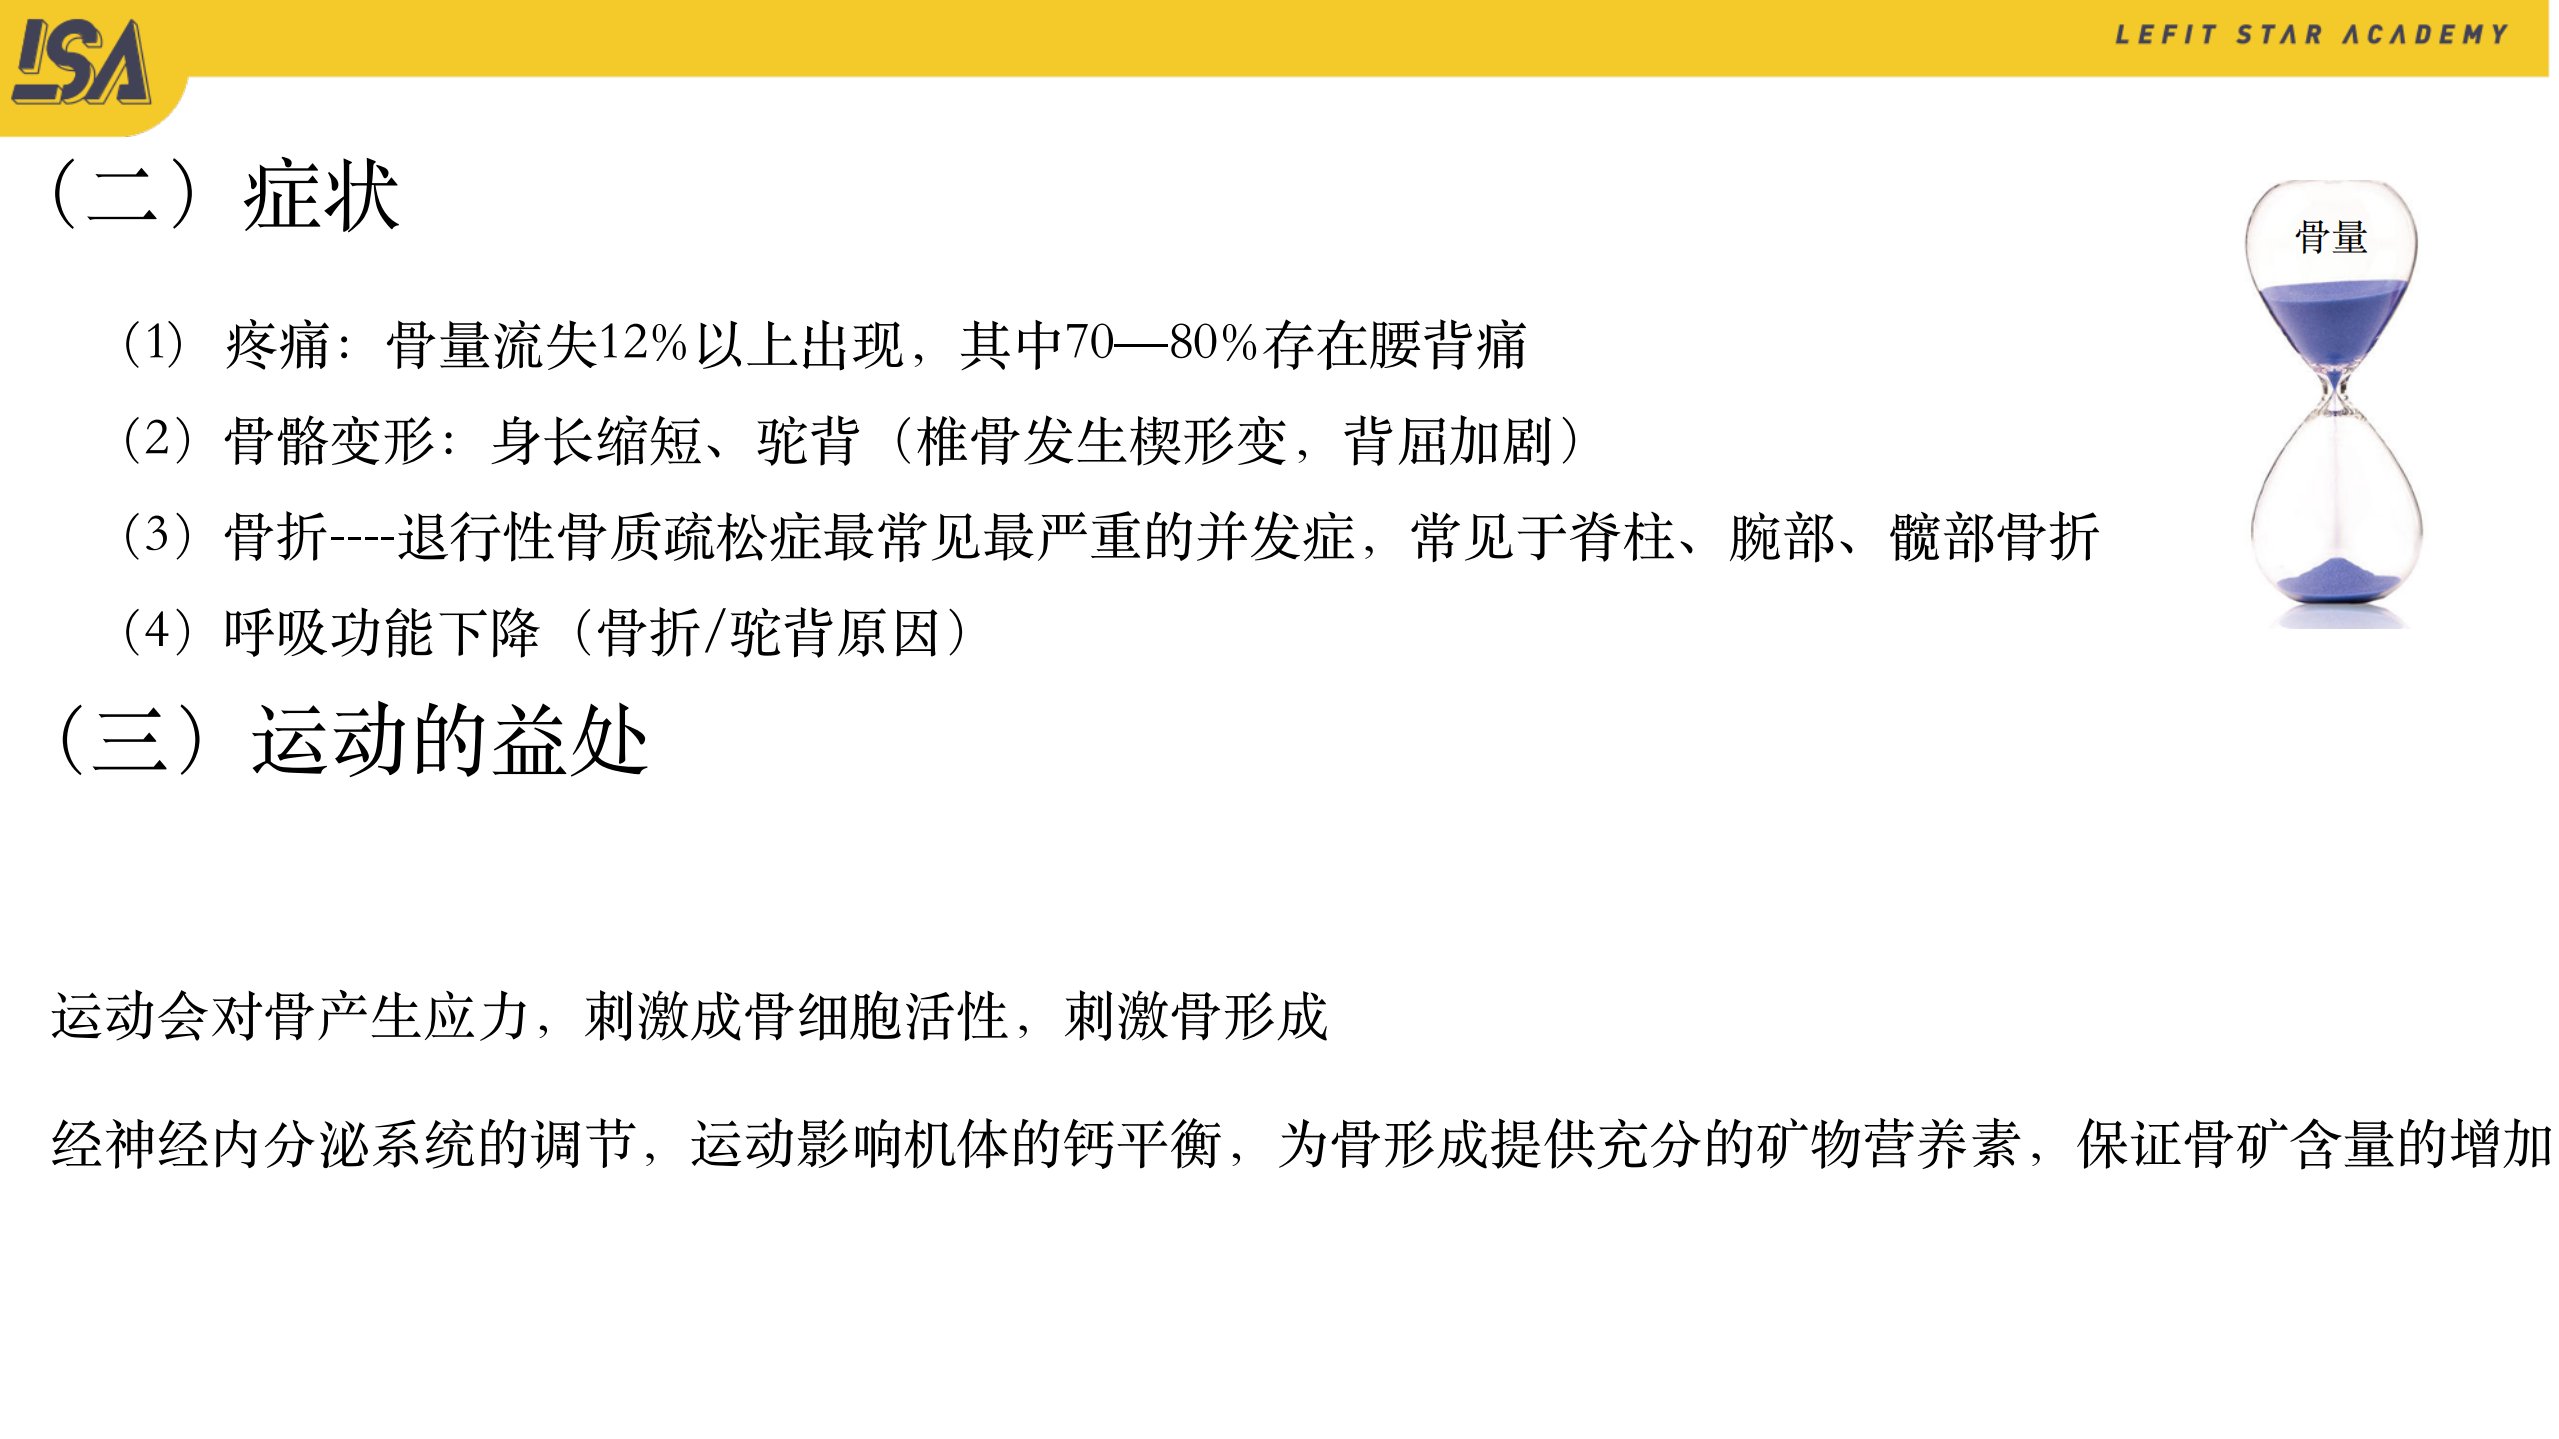 LSA
LEFIT STAR ACADEMY
（二）症状
骨量
（1） 疼痛：骨量流失12%以上出现，其中70—80%存在腰背痛
（2）骨骼变形：身长缩短、驼背（椎骨发生楔形变，背屈加剧）
（3）骨折----退行性骨质疏松症最常见最严重的并发症，常见于脊柱、腕部、髋部骨折
（4）呼吸功能下降（骨折/驼背原因）
（三）运动的益处
运动会对骨产生应力，刺激成骨细胞活性，刺激骨形成
经神经内分泌系统的调节，运动影响机体的钙平衡，为骨形成提供充分的矿物营养素，保证骨矿含量的增加